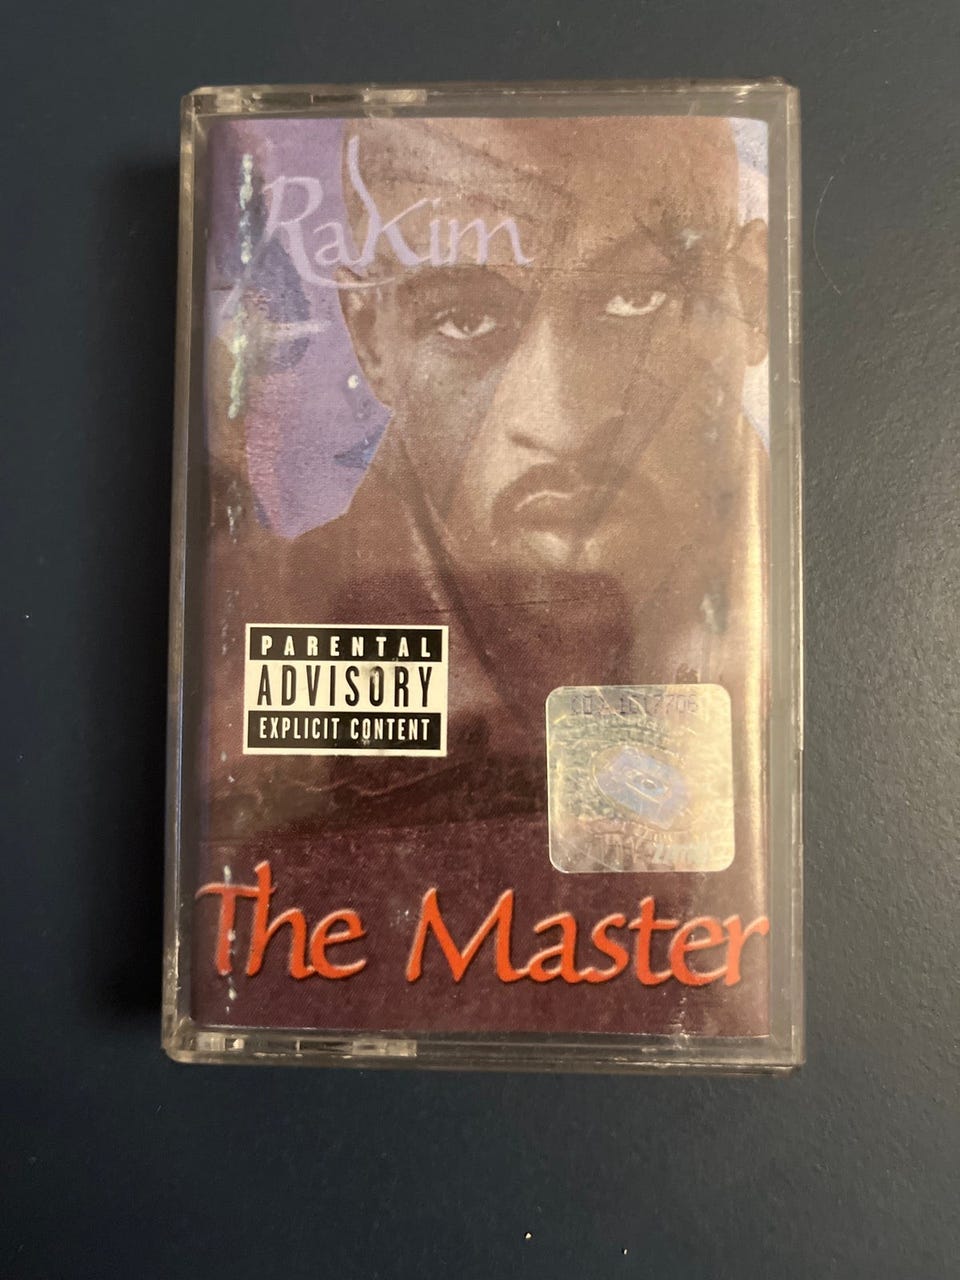 Rakim
PARENTAL
ADVISORY
EXPLICIT CONTENT
The Master